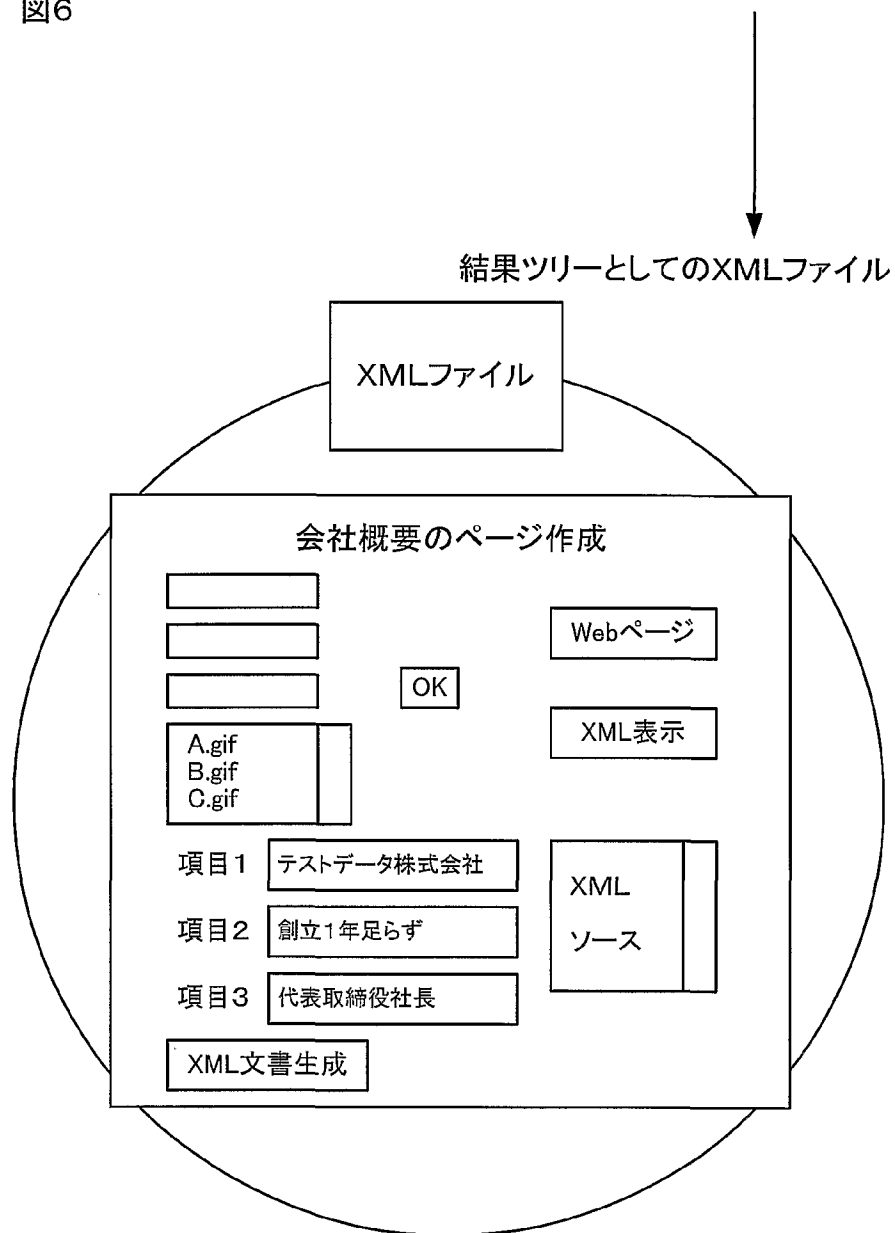 図6
結果ツリーとしてのXMLファイル
XMLファイル
会社概要のページ作成
Webページ
OK
XML表示
A.gif
B.gif
C.gif
項目1 テストデータ株式会社
項目2 創立1年足らず
項目3 代表取締役社長
XML
ソース
XML文書生成